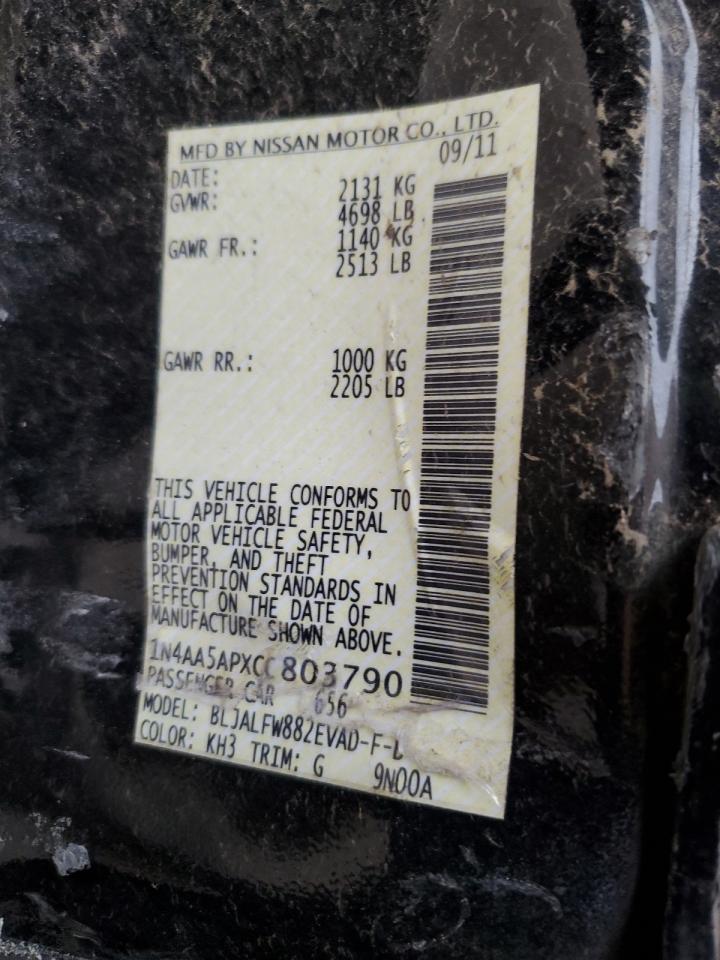 MFD BY NISSAN MOTOR CO., LTD.
DATE: 09/11
GVWR: 2131 KG
4698 LB
GAWR FR.: 1140 KG
2513 LB
GAWR RR.: 1000 KG
2205 LB
THIS VEHICLE CONFORMS TO
ALL APPLICABLE FEDERAL
MOTOR VEHICLE SAFETY,
BUMPER, AND THEFT
PREVENTION STANDARDS IN
EFFECT ON THE DATE OF
MANUFACTURE SHOWN ABOVE.
1N4AA5APXCC803790
PASSENGER CAR 656
MODEL: BLJALFW882EVAD-F-L
COLOR: KH3 TRIM: G 9N00A